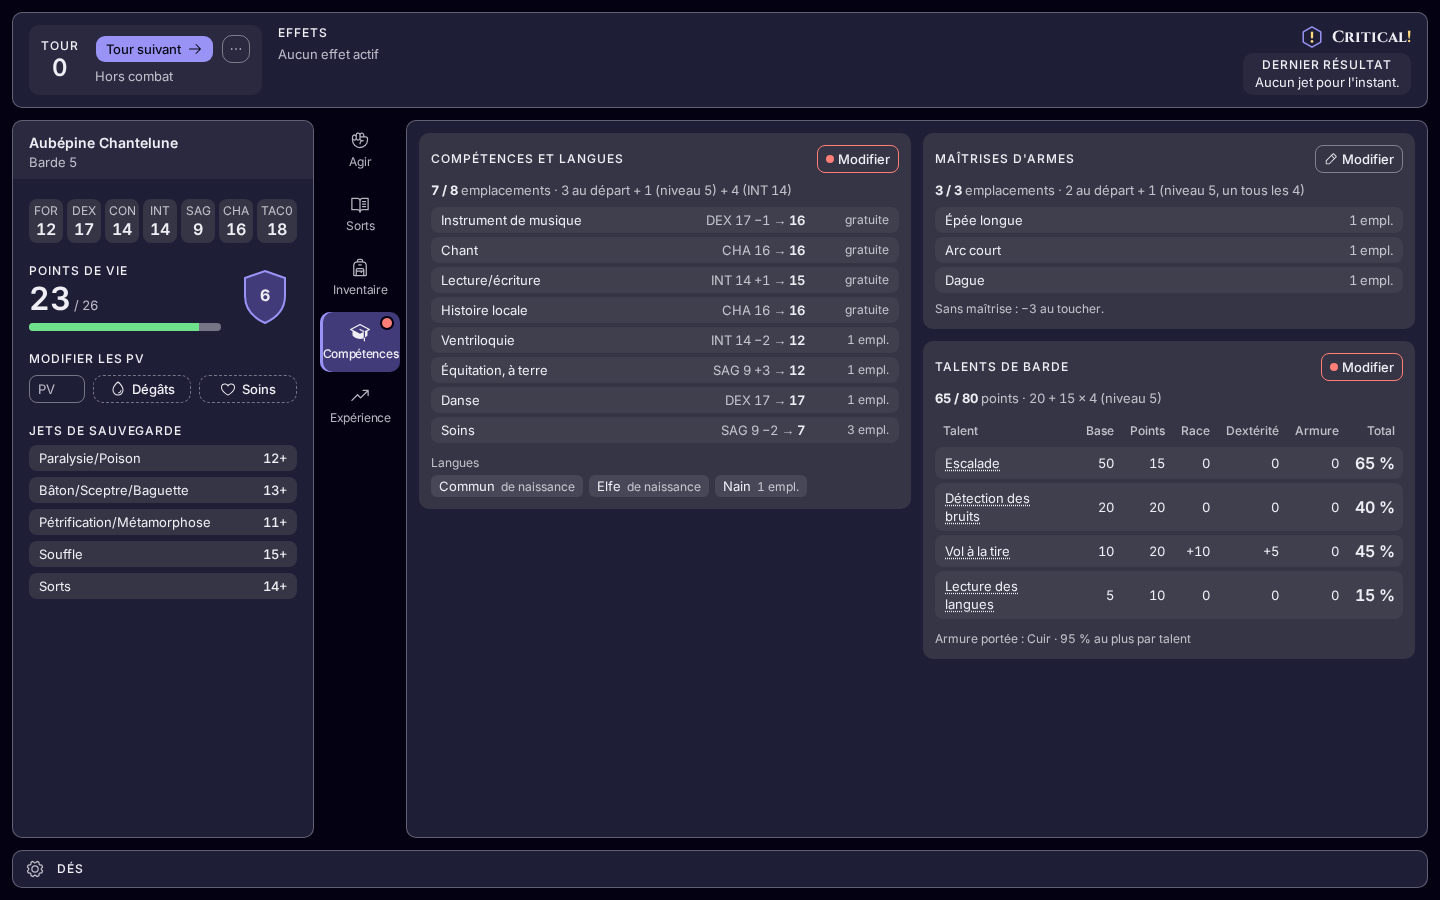 TOUR
0
Tour suivant →
...
Hors combat
EFFETS
Aucun effet actif
CRITICAL!
DERNIER RÉSULTAT
Aucun jet pour l'instant.
Aubépine Chantelune
Barde 5
FOR DEX CON INT SAG CHA TAC0
12 17 14 14 9 16 18
POINTS DE VIE
23 / 26
6
MODIFIER LES PV
PV Dégâts Soins
JETS DE SAUVEGARDE
Paralysie/Poison 12+
Bâton/Sceptre/Baguette 13+
Pétrification/Métamorphose 11+
Souffle 15+
Sorts 14+
Agir
Sorts
Inventaire
Compétences
Expérience
COMPÉTENCES ET LANGUES Modifier
7 / 8 emplacements · 3 au départ + 1 (niveau 5) + 4 (INT 14)
Instrument de musique DEX 17 −1 → 16 gratuite
Chant CHA 16 → 16 gratuite
Lecture/écriture INT 14 +1 → 15 gratuite
Histoire locale CHA 16 → 16 gratuite
Ventriloquie INT 14 −2 → 12 1 empl.
Équitation, à terre SAG 9 +3 → 12 1 empl.
Danse DEX 17 → 17 1 empl.
Soins SAG 9 −2 → 7 3 empl.
Langues
Commun de naissance Elfe de naissance Nain 1 empl.
MAÎTRISES D'ARMES Modifier
3 / 3 emplacements · 2 au départ + 1 (niveau 5, un tous les 4)
Épée longue 1 empl.
Arc court 1 empl.
Dague 1 empl.
Sans maîtrise : −3 au toucher.
TALENTS DE BARDE Modifier
65 / 80 points · 20 + 15 × 4 (niveau 5)
Talent Base Points Race Dextérité Armure Total
Escalade 50 15 0 0 0 65 %
Détection des
bruits 20 20 0 0 0 40 %
Vol à la tire 10 20 +10 +5 0 45 %
Lecture des
langues 5 10 0 0 0 15 %
Armure portée : Cuir · 95 % au plus par talent
DÉS